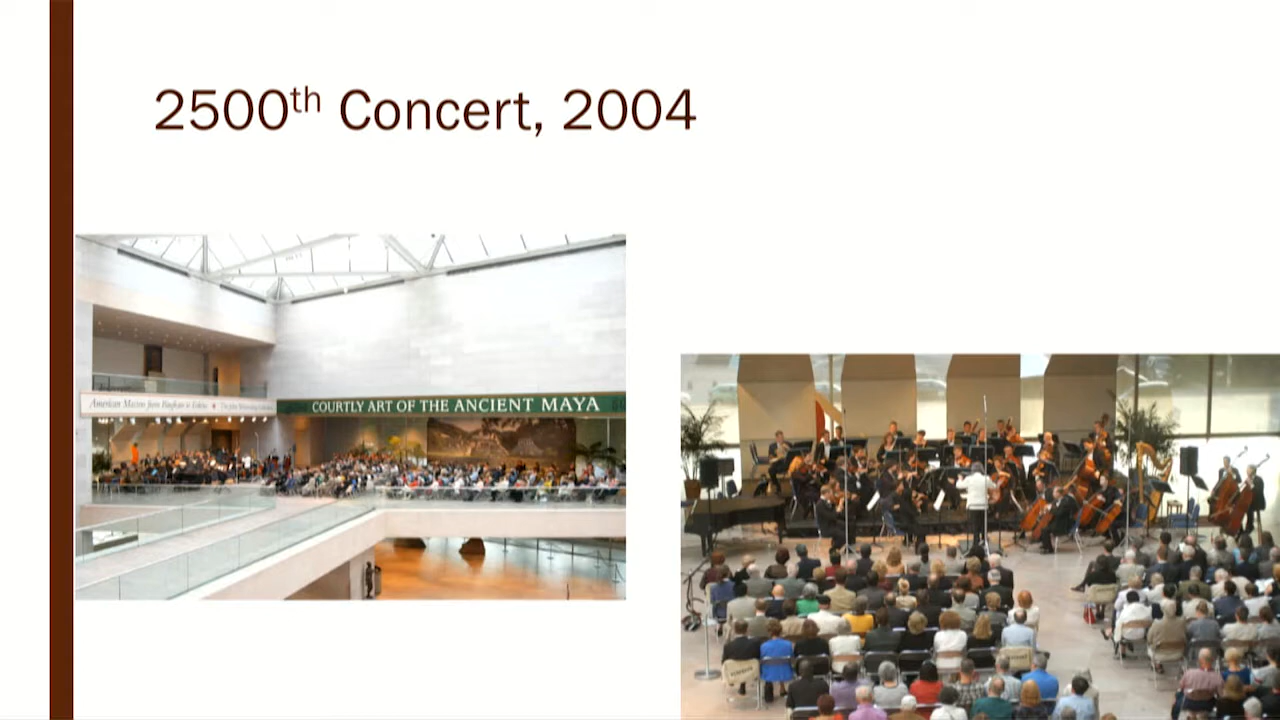 2500th Concert, 2004
American Masters from Bingham to Eakins
COURTLY ART OF THE ANCIENT MAYA